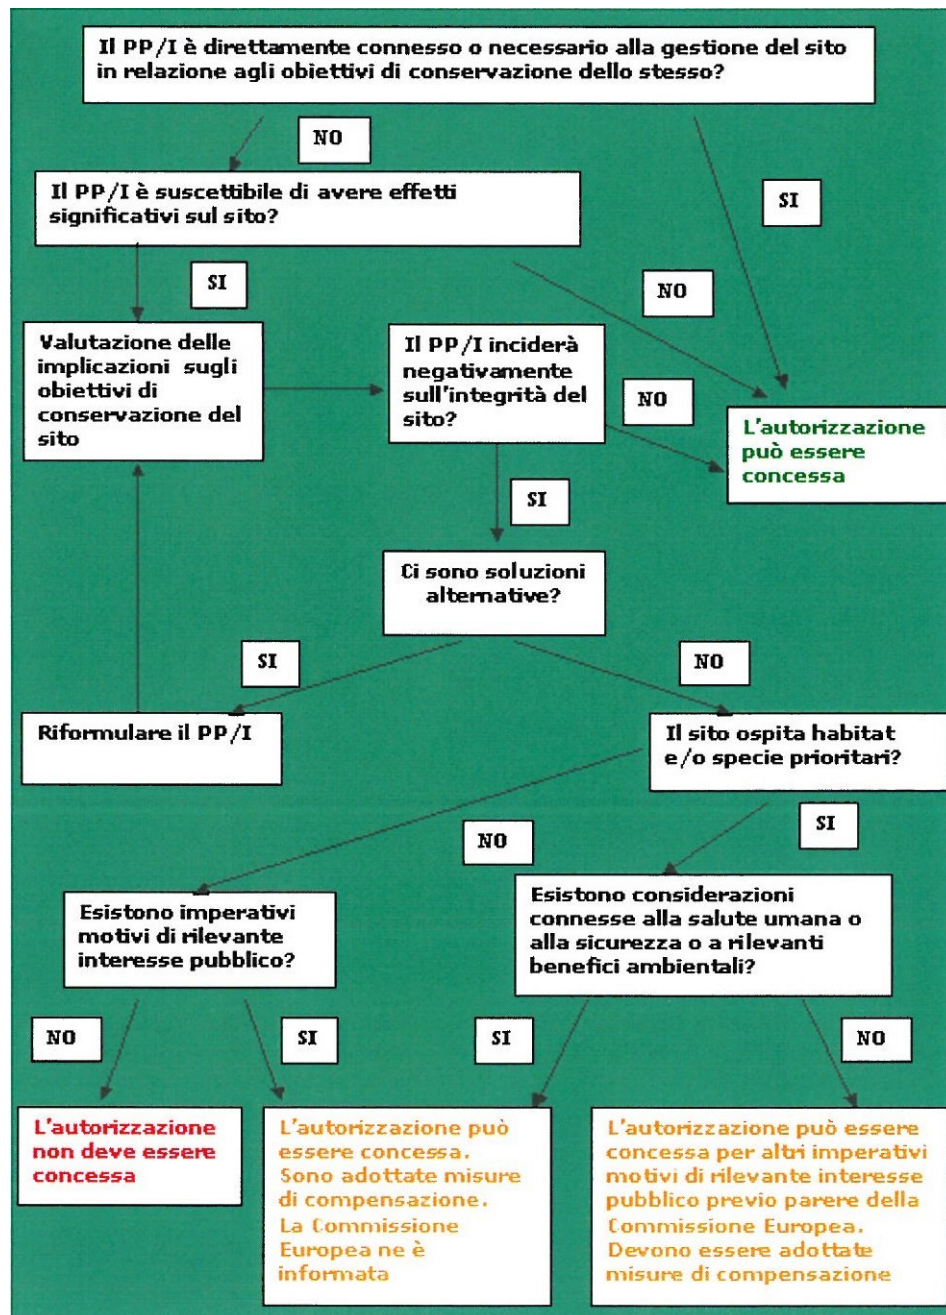 Il PP/I è direttamente connesso o necessario alla gestione del sito
in relazione agli obiettivi di conservazione dello stesso?
NO
SI
Il PP/I è suscettibile di avere effetti
significativi sul sito?
SI
NO
Valutazione delle
implicazioni sugli
obiettivi di
conservazione del
sito
Il PP/I inciderà
negativamente
sull'integrità del
sito?
NO
L'autorizzazione
può essere
concessa
SI
Ci sono soluzioni
alternative?
SI
NO
Riformulare il PP/I
Il sito ospita habitat
e/o specie prioritari?
NO
SI
Esistono imperativi
motivi di rilevante
interesse pubblico?
Esistono considerazioni
connesse alla salute umana o
alla sicurezza o a rilevanti
benefici ambientali?
NO
SI
SI
NO
L'autorizzazione
non deve essere
concessa
L'autorizzazione può
essere concessa.
Sono adottate misure
di compensazione.
La Commissione
Europea ne è
informata
L'autorizzazione può essere
concessa per altri imperativi
motivi di rilevante interesse
pubblico previo parere della
Commissione Europea.
Devono essere adottate
misure di compensazione